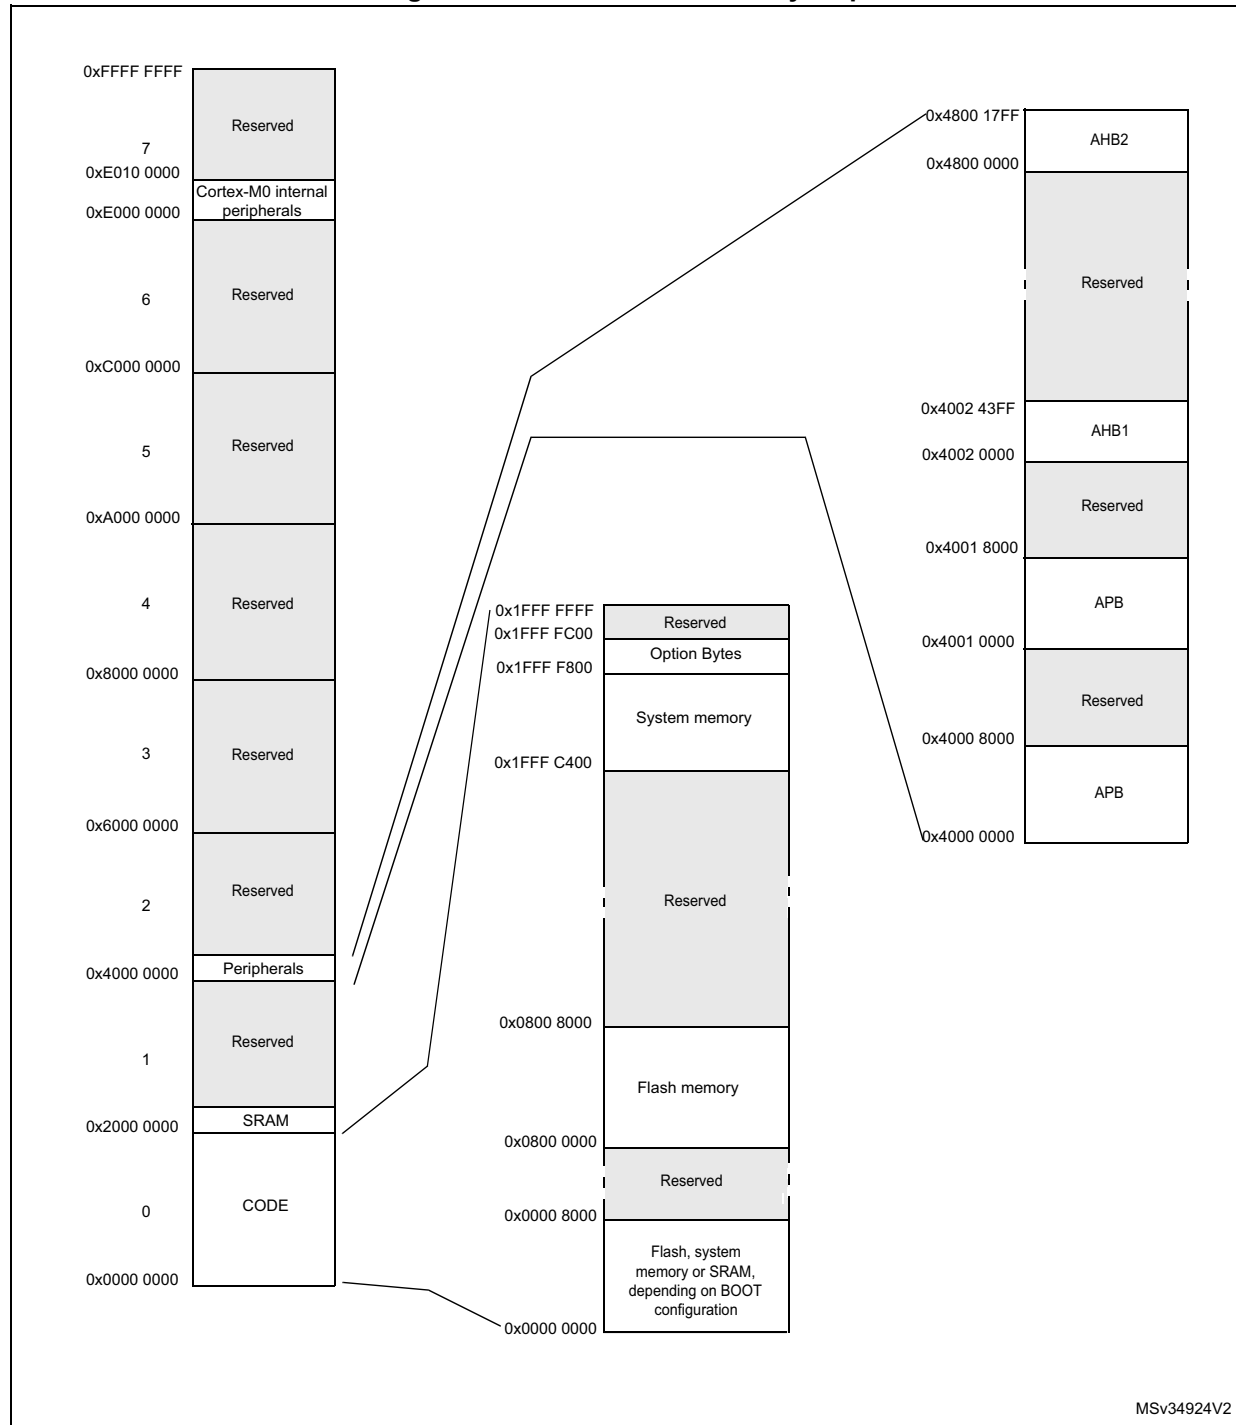 0xFFFF FFFF
Reserved
7
0xE010 0000
Cortex-M0 internal
peripherals
0xE000 0000
6
Reserved
0xC000 0000
5
Reserved
0xA000 0000
4
Reserved
0x8000 0000
3
Reserved
0x6000 0000
2
Reserved
0x4000 0000
Peripherals
1
Reserved
0x2000 0000
SRAM
0
CODE
0x0000 0000
0x1FFF FFFF
Reserved
0x1FFF FC00
Option Bytes
0x1FFF F800
System memory
0x1FFF C400
Reserved
0x0800 8000
Flash memory
0x0800 0000
Reserved
0x0000 8000
Flash, system
memory or SRAM,
depending on BOOT
configuration
0x0000 0000
0x4800 17FF
AHB2
0x4800 0000
Reserved
0x4002 43FF
AHB1
0x4002 0000
Reserved
0x4001 8000
APB
0x4001 0000
Reserved
0x4000 8000
APB
0x4000 0000
MSv34924V2